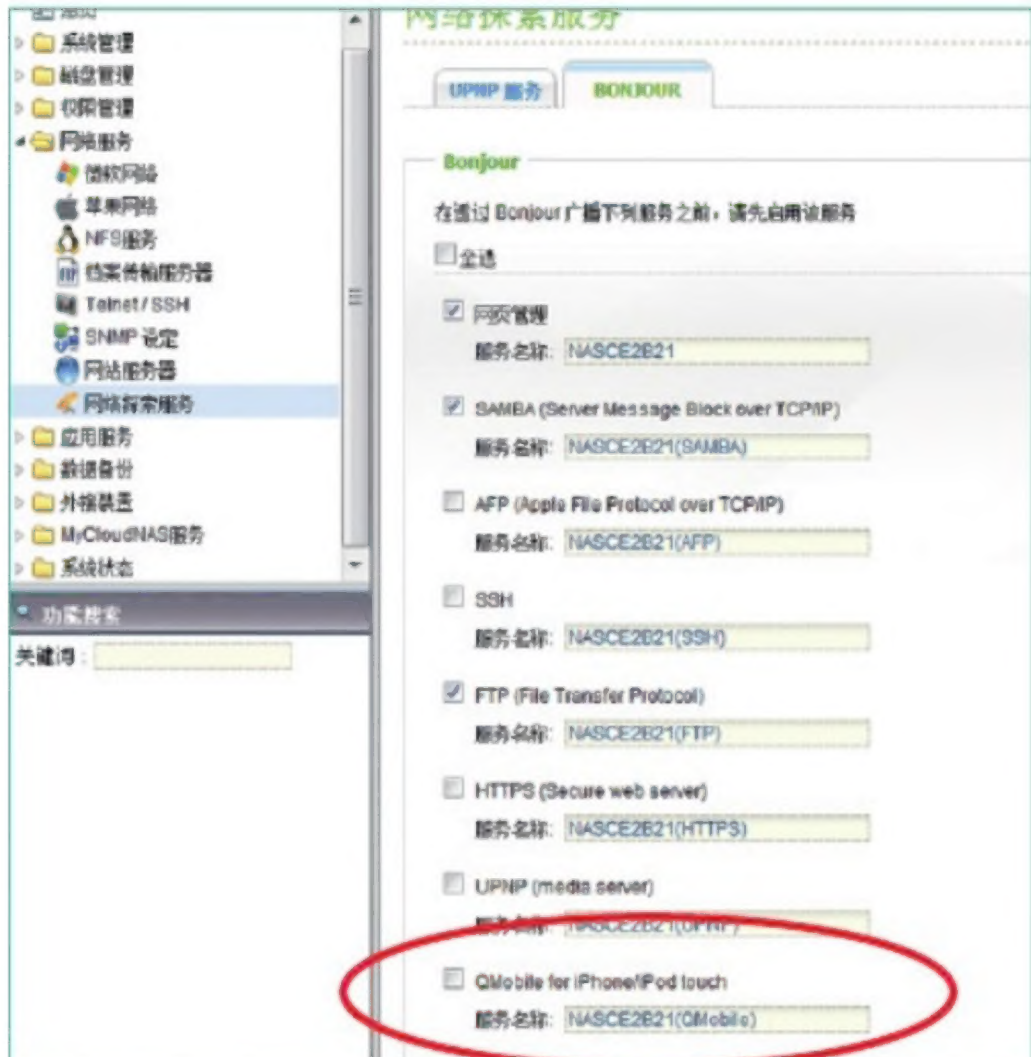 系统管理
磁盘管理
权限管理
网络服务
微软网络
苹果网络
NFS服务
档案传输服务器
Telnet / SSH
SNMP 设定
网站服务器
网络探索服务
应用服务
数据备份
外接装置
MyCloudNAS服务
系统状态
功能搜索
关键词：
网络探索服务
UPNP 服务
BONJOUR
Bonjour
在透过 Bonjour 广播下列服务之前，请先启用该服务
全选
网页管理
服务名称: NASCE2B21
SAMBA (Server Message Block over TCP/IP)
服务名称: NASCE2B21(SAMBA)
AFP (Apple File Protocol over TCP/IP)
服务名称: NASCE2B21(AFP)
SSH
服务名称: NASCE2B21(SSH)
FTP (File Transfer Protocol)
服务名称: NASCE2B21(FTP)
HTTPS (Secure web server)
服务名称: NASCE2B21(HTTPS)
UPNP (media server)
服务名称: NASCE2B21(UPNP)
QMobile for iPhone/iPod touch
服务名称: NASCE2B21(QMobile)